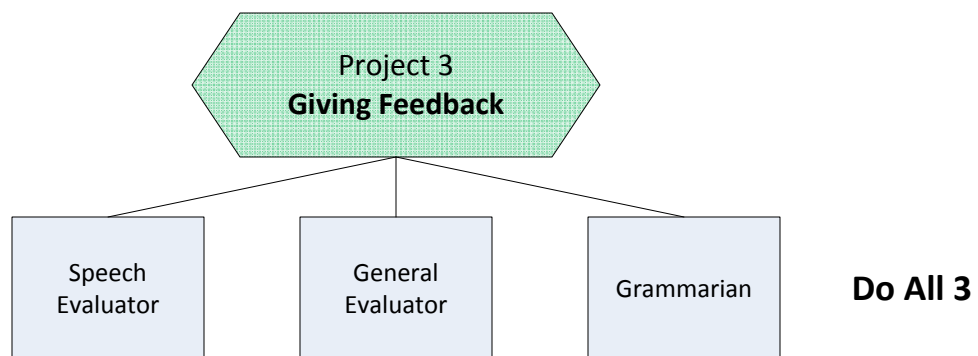 Project 3
Giving Feedback
Speech
Evaluator
General
Evaluator
Grammarian
Do All 3